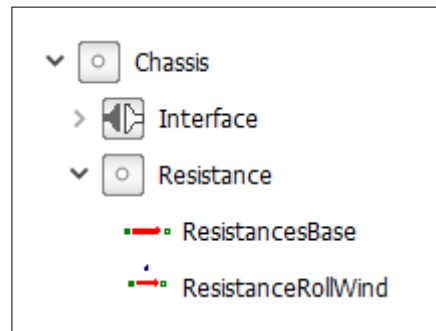 Chassis
Interface
Resistance
ResistancesBase
ResistanceRollWind